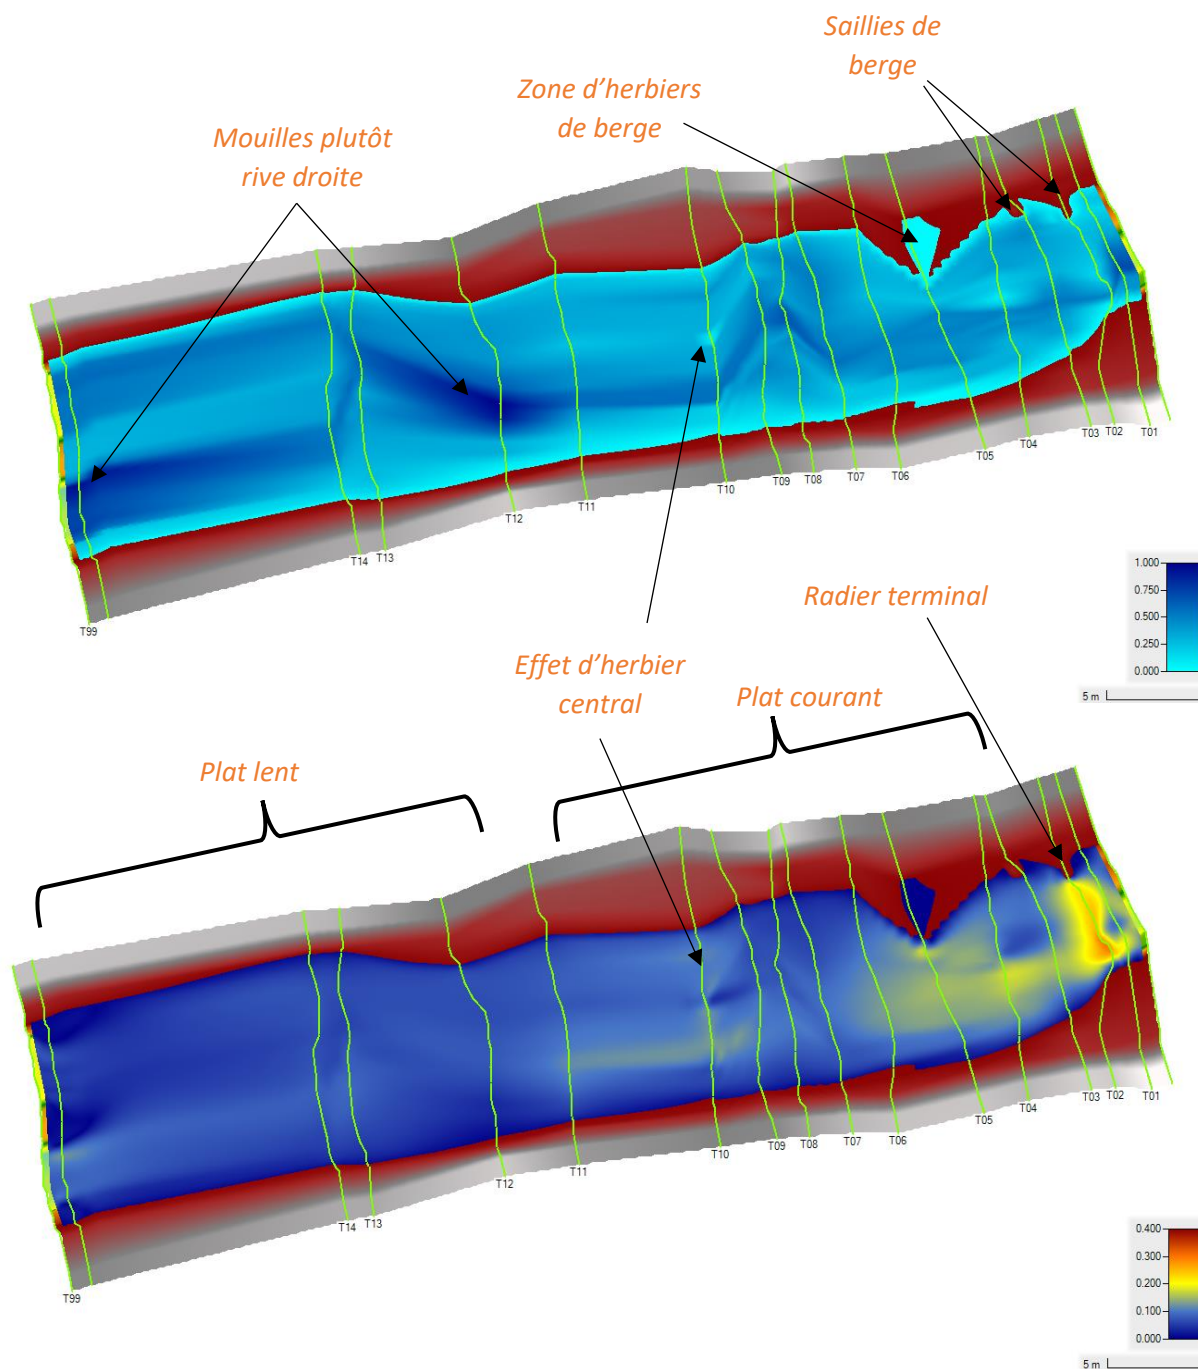 Saillies de
berge
Zone d'herbiers
de berge
Mouilles plutôt
rive droite
T99
T14
T13
T12
T11
T10
T09
T08
T07
T06
T05
T04
T03
T02
T01
1.000
0.750
0.500
0.250
0.000
5 m
Radier terminal
Effet d'herbier
central
Plat courant
Plat lent
T99
T14
T13
T12
T11
T10
T09
T08
T07
T06
T05
T04
T03
T02
T01
0.400
0.300
0.200
0.100
0.000
5 m